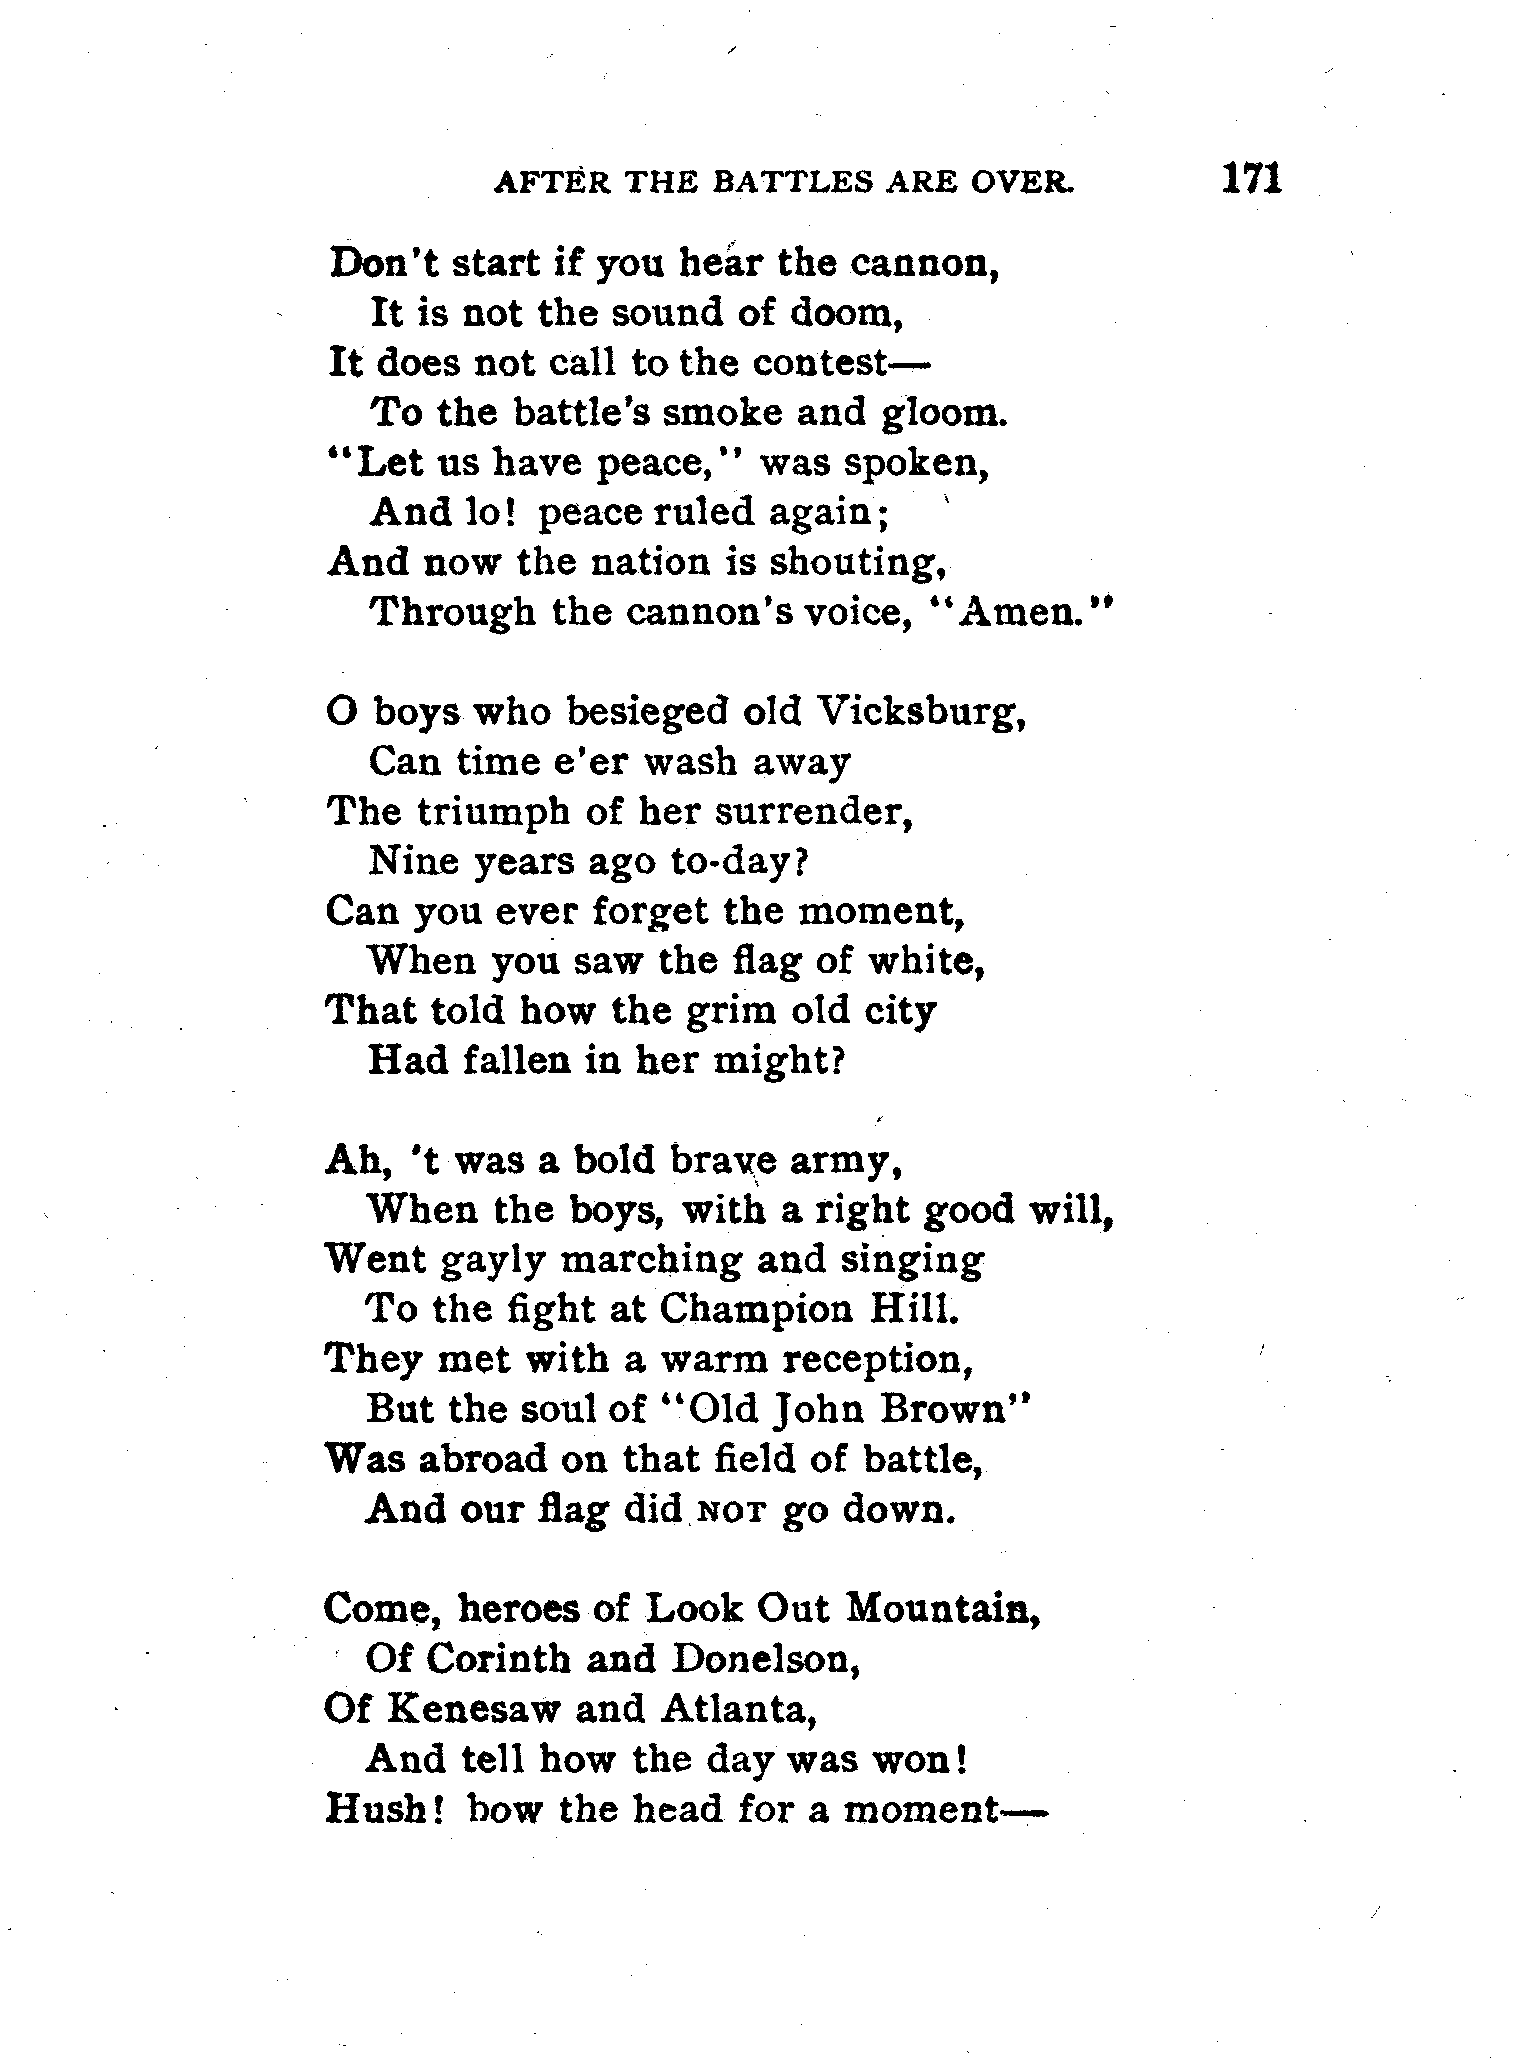 AFTER THE BATTLES ARE OVER. 171
Don't start if you hear the cannon,
It is not the sound of doom,
It does not call to the contest—
To the battle's smoke and gloom.
"Let us have peace," was spoken,
And lo! peace ruled again;
And now the nation is shouting,
Through the cannon's voice, "Amen."
O boys who besieged old Vicksburg,
Can time e'er wash away
The triumph of her surrender,
Nine years ago to-day?
Can you ever forget the moment,
When you saw the flag of white,
That told how the grim old city
Had fallen in her might?
Ah, 't was a bold brave army,
When the boys, with a right good will,
Went gayly marching and singing
To the fight at Champion Hill.
They met with a warm reception,
But the soul of "Old John Brown"
Was abroad on that field of battle,
And our flag did NOT go down.
Come, heroes of Look Out Mountain,
Of Corinth and Donelson,
Of Kenesaw and Atlanta,
And tell how the day was won!
Hush! bow the head for a moment—